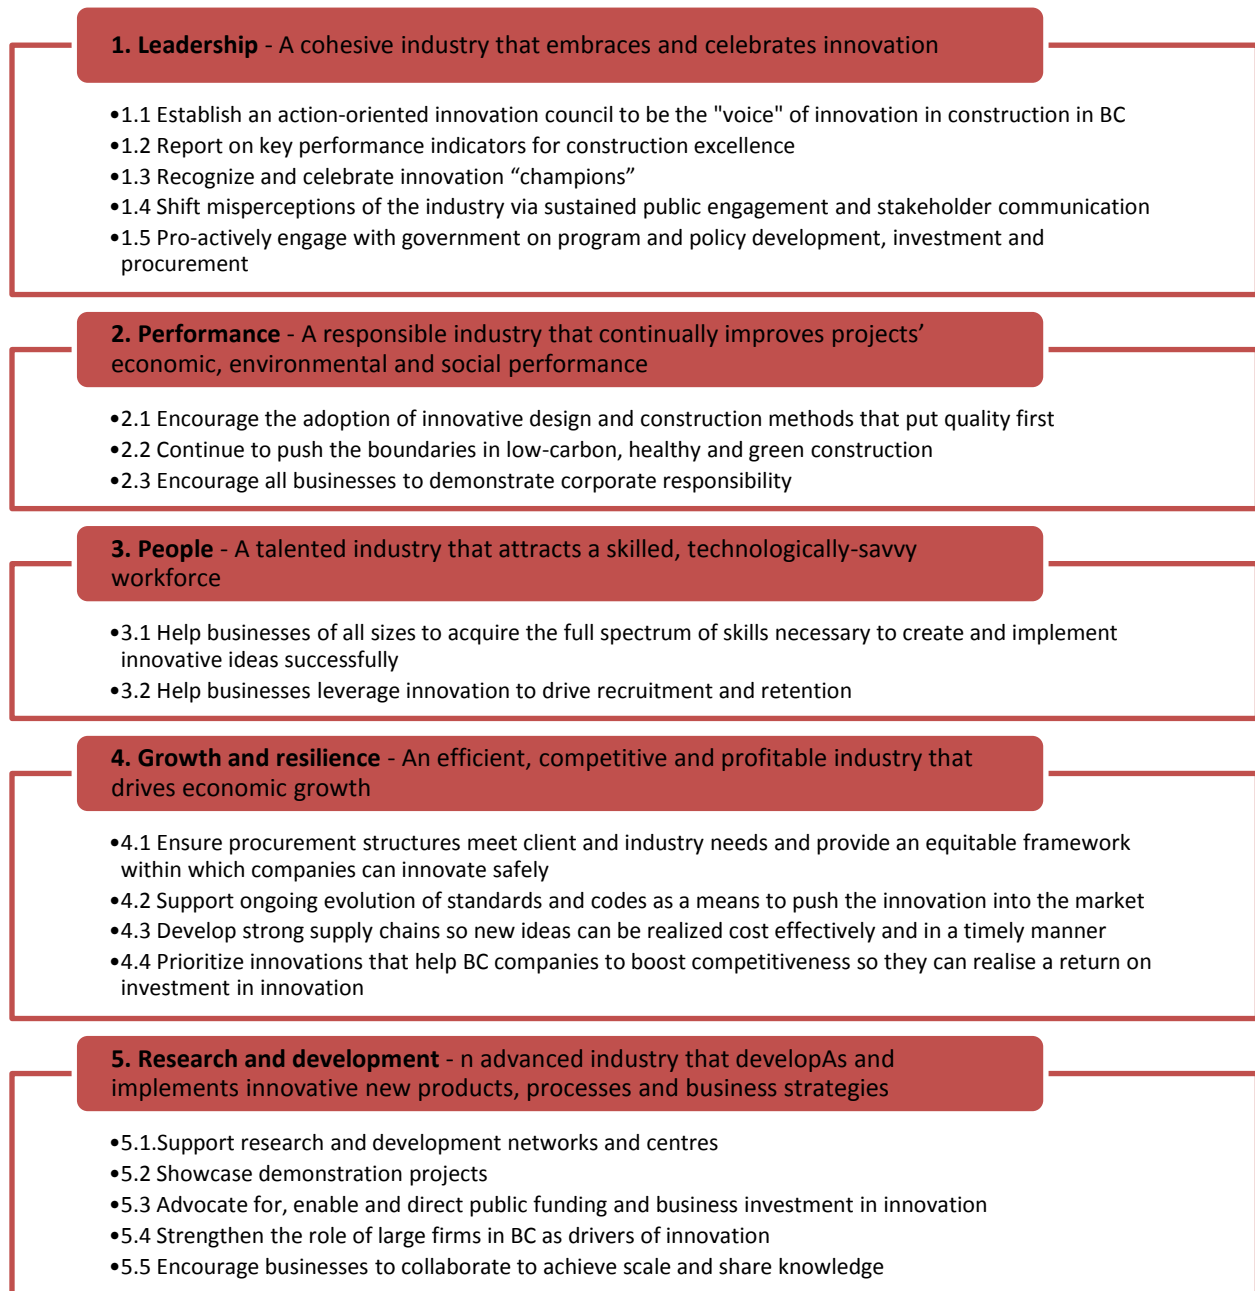 1. Leadership - A cohesive industry that embraces and celebrates innovation
•1.1 Establish an action-oriented innovation council to be the "voice" of innovation in construction in BC
•1.2 Report on key performance indicators for construction excellence
•1.3 Recognize and celebrate innovation “champions”
•1.4 Shift misperceptions of the industry via sustained public engagement and stakeholder communication
•1.5 Pro-actively engage with government on program and policy development, investment and
procurement
2. Performance - A responsible industry that continually improves projects’
economic, environmental and social performance
•2.1 Encourage the adoption of innovative design and construction methods that put quality first
•2.2 Continue to push the boundaries in low-carbon, healthy and green construction
•2.3 Encourage all businesses to demonstrate corporate responsibility
3. People - A talented industry that attracts a skilled, technologically-savvy
workforce
•3.1 Help businesses of all sizes to acquire the full spectrum of skills necessary to create and implement
innovative ideas successfully
•3.2 Help businesses leverage innovation to drive recruitment and retention
4. Growth and resilience - An efficient, competitive and profitable industry that
drives economic growth
•4.1 Ensure procurement structures meet client and industry needs and provide an equitable framework
within which companies can innovate safely
•4.2 Support ongoing evolution of standards and codes as a means to push the innovation into the market
•4.3 Develop strong supply chains so new ideas can be realized cost effectively and in a timely manner
•4.4 Prioritize innovations that help BC companies to boost competitiveness so they can realise a return on
investment in innovation
5. Research and development - n advanced industry that developAs and
implements innovative new products, processes and business strategies
•5.1.Support research and development networks and centres
•5.2 Showcase demonstration projects
•5.3 Advocate for, enable and direct public funding and business investment in innovation
•5.4 Strengthen the role of large firms in BC as drivers of innovation
•5.5 Encourage businesses to collaborate to achieve scale and share knowledge